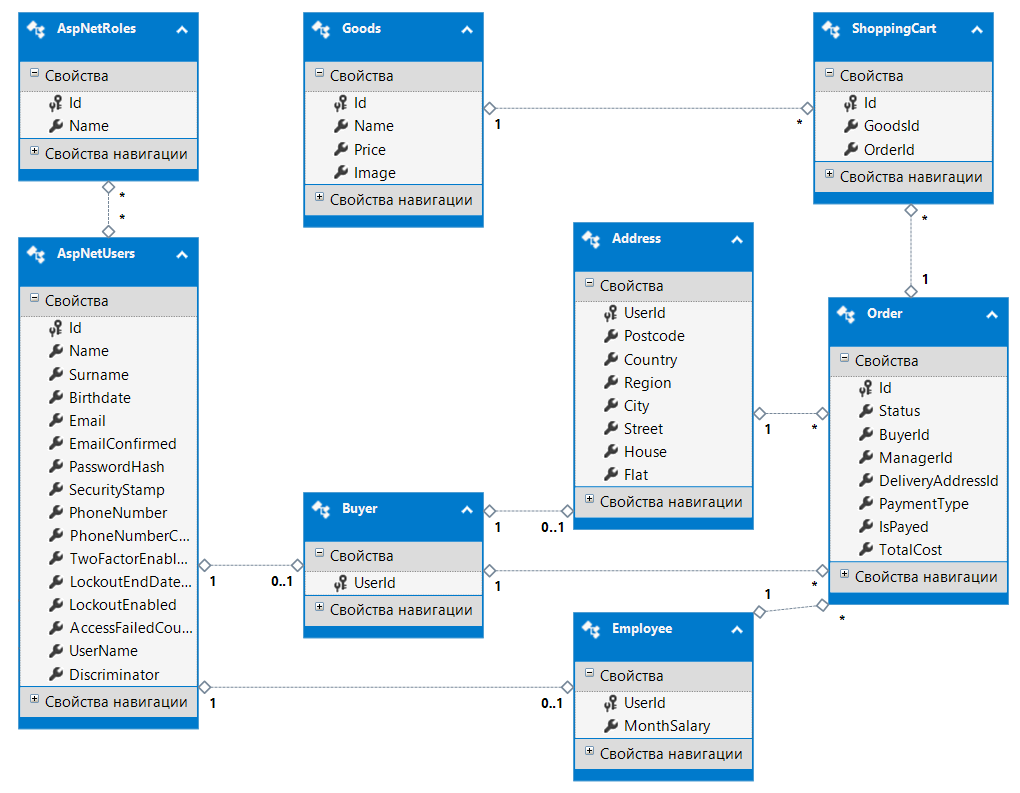 AspNetRoles
Свойства
Id
Name
Свойства навигации
*
*
AspNetUsers
Свойства
Id
Name
Surname
Birthdate
Email
EmailConfirmed
PasswordHash
SecurityStamp
PhoneNumber
PhoneNumberC...
TwoFactorEnabl...
LockoutEndDate...
LockoutEnabled
AccessFailedCou...
UserName
Discriminator
Свойства навигации
Goods
Свойства
Id
Name
Price
Image
Свойства навигации
1
*
ShoppingCart
Свойства
Id
GoodsId
OrderId
Свойства навигации
*
1
Address
Свойства
UserId
Postcode
Country
Region
City
Street
House
Flat
Свойства навигации
1
*
Order
Свойства
Id
Status
BuyerId
ManagerId
DeliveryAddressId
PaymentType
IsPayed
TotalCost
Свойства навигации
Buyer
Свойства
UserId
Свойства навигации
1
0..1
1
0..1
1
*
Employee
Свойства
UserId
MonthSalary
Свойства навигации
1
*
1
0..1